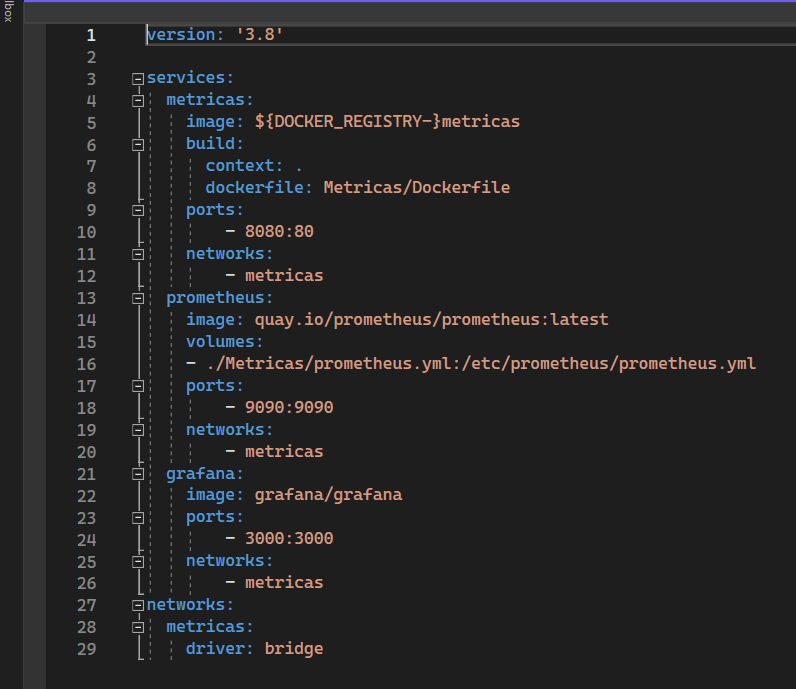 lbox
1 version: '3.8'
2
3 services:
4   metricas:
5     image: ${DOCKER_REGISTRY-}metricas
6     build:
7       context: .
8       dockerfile: Metricas/Dockerfile
9     ports:
10         - 8080:80
11     networks:
12         - metricas
13   prometheus:
14     image: quay.io/prometheus/prometheus:latest
15     volumes:
16     - ./Metricas/prometheus.yml:/etc/prometheus/prometheus.yml
17     ports:
18         - 9090:9090
19     networks:
20         - metricas
21   grafana:
22     image: grafana/grafana
23     ports:
24         - 3000:3000
25     networks:
26         - metricas
27 networks:
28   metricas:
29     driver: bridge